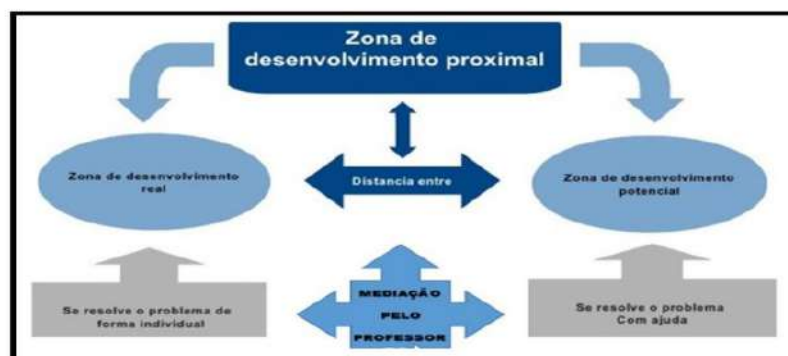 Zona de
desenvolvimento proximal
Zona de desenvolvimento
real
Distancia entre
Zona de desenvolvimento
potencial
Se resolve o problema de
forma individual
MEDIAÇÃO
PELO
PROFESSOR
Se resolve o problema
Com ajuda